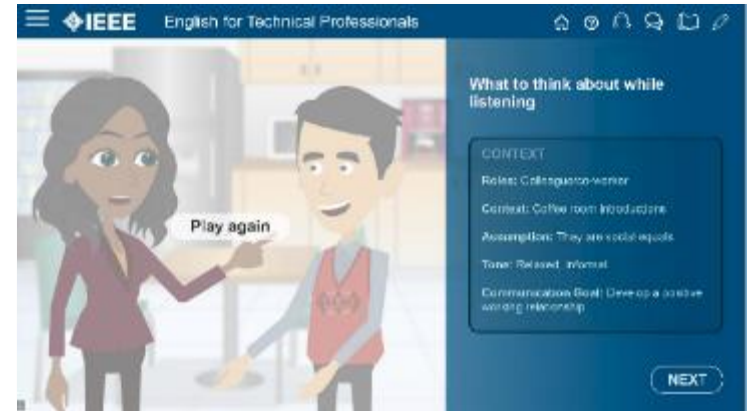 IEEE English for Technical Professionals
What to think about while
listening
Play again
CONTEXT
Roles: Colleague/co-worker
Context: Coffee room introductions
Assumption: They are social equals
Tone: Relaxed, informal
Communication Goal: Develop a positive
working relationship
NEXT